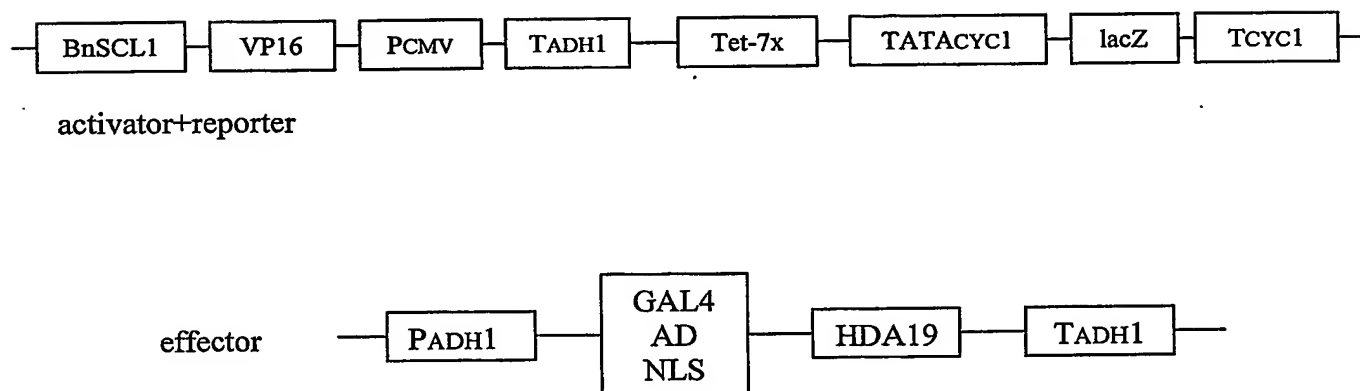 BnSCL1 VP16 PCMV TADH1 Tet-7x TATACYC1 lacZ TCYC1
activator+reporter
effector PADH1 GAL4 AD NLS HDA19 TADH1